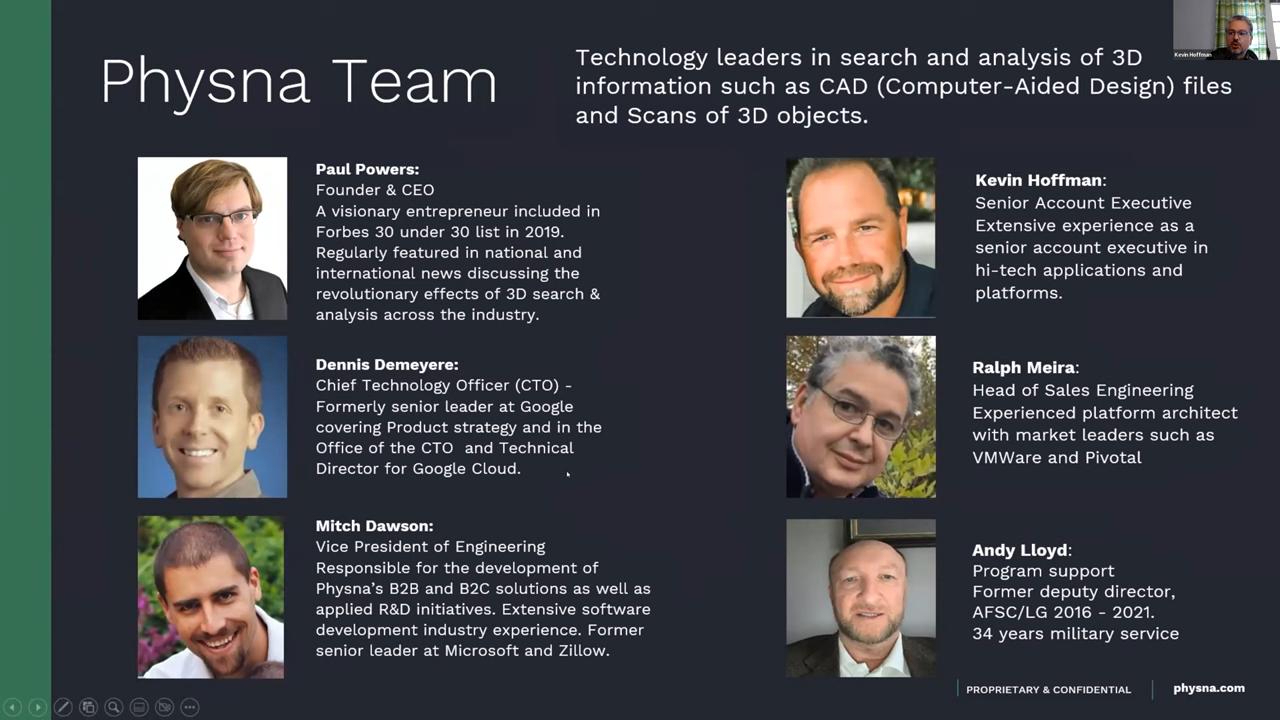 Physna Team
Technology leaders in search and analysis of 3D
information such as CAD (Computer-Aided Design) files
and Scans of 3D objects.
Kevin Hoffman
Paul Powers:
Founder & CEO
A visionary entrepreneur included in
Forbes 30 under 30 list in 2019.
Regularly featured in national and
international news discussing the
revolutionary effects of 3D search &
analysis across the industry.
Dennis Demeyere:
Chief Technology Officer (CTO) -
Formerly senior leader at Google
covering Product strategy and in the
Office of the CTO and Technical
Director for Google Cloud.
Mitch Dawson:
Vice President of Engineering
Responsible for the development of
Physna's B2B and B2C solutions as well as
applied R&D initiatives. Extensive software
development industry experience. Former
senior leader at Microsoft and Zillow.
Kevin Hoffman:
Senior Account Executive
Extensive experience as a
senior account executive in
hi-tech applications and
platforms.
Ralph Meira:
Head of Sales Engineering
Experienced platform architect
with market leaders such as
VMWare and Pivotal
Andy Lloyd:
Program support
Former deputy director,
AFSC/LG 2016 - 2021.
34 years military service
PROPRIETARY & CONFIDENTIAL
physna.com